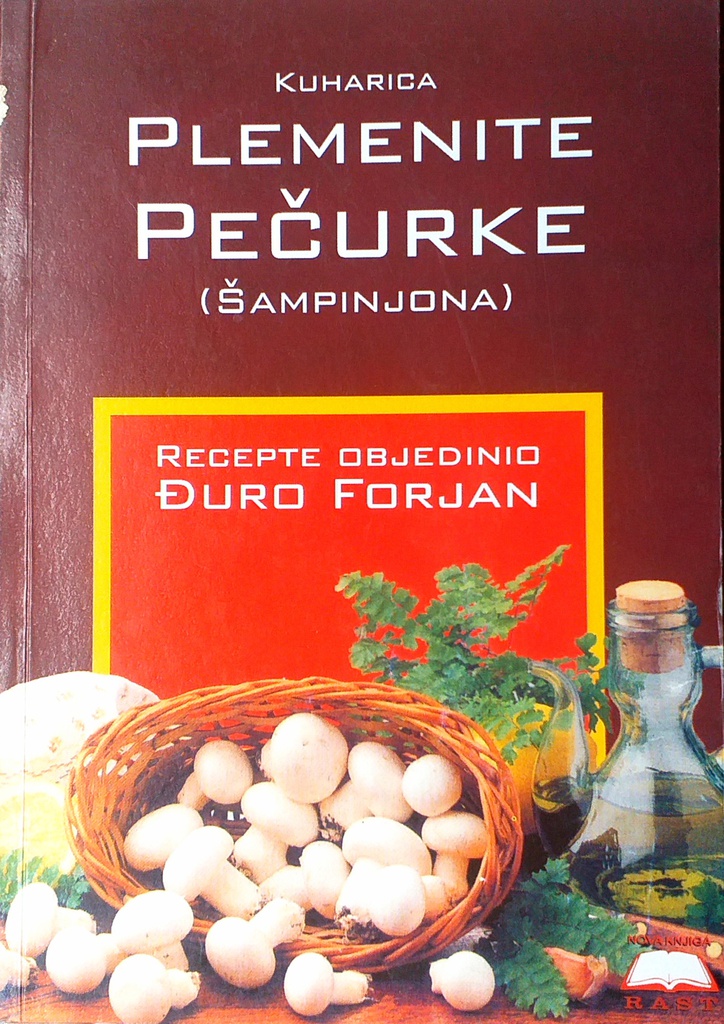 KUHARICA
PLEMENITE
PEČURKE
(ŠAMPINJONA)
RECEPTE OBJEDINIO
ĐURO FORJAN
NOVA KNJIGA
RAST